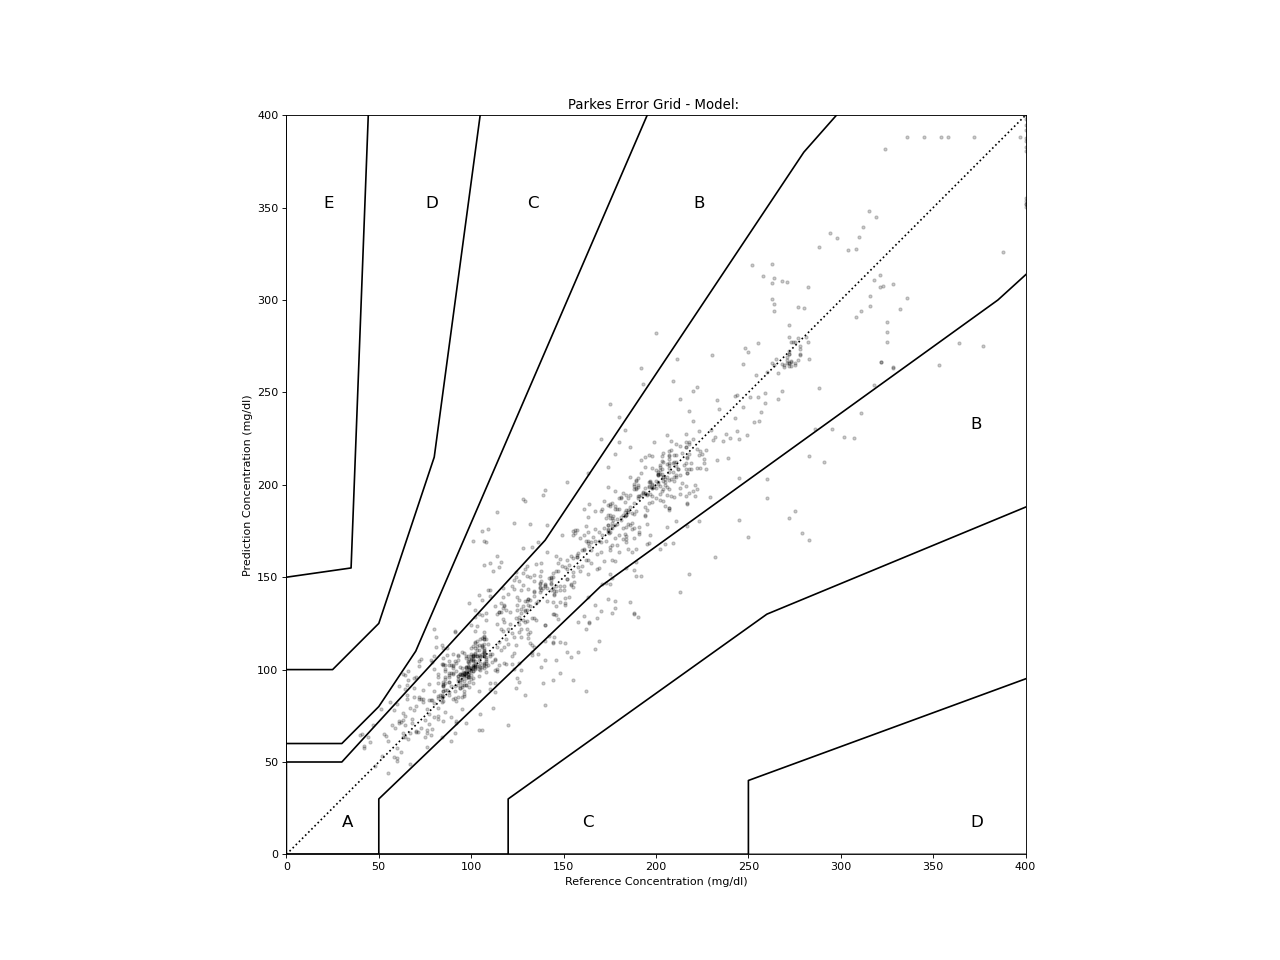 Parkes Error Grid - Model:
Prediction Concentration (mg/dl)
400
350
300
250
200
150
100
50
0
E
D
C
B
B
A
C
D
0 50 100 150 200 250 300 350 400
Reference Concentration (mg/dl)